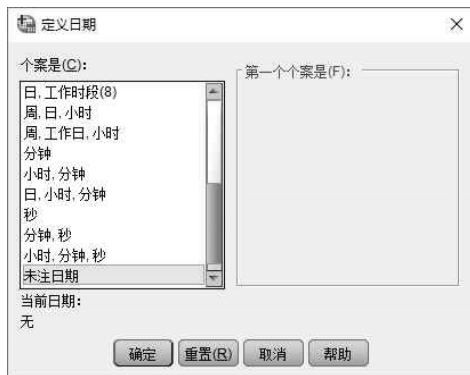 定义日期
个案是(C):
日,工作时段(8)
周,日,小时
周,工作日,小时
分钟
小时,分钟
日,小时,分钟
秒
分钟,秒
小时,分钟,秒
未注日期
第一个个案是(F):
当前日期:
无
确定 重置(R) 取消 帮助